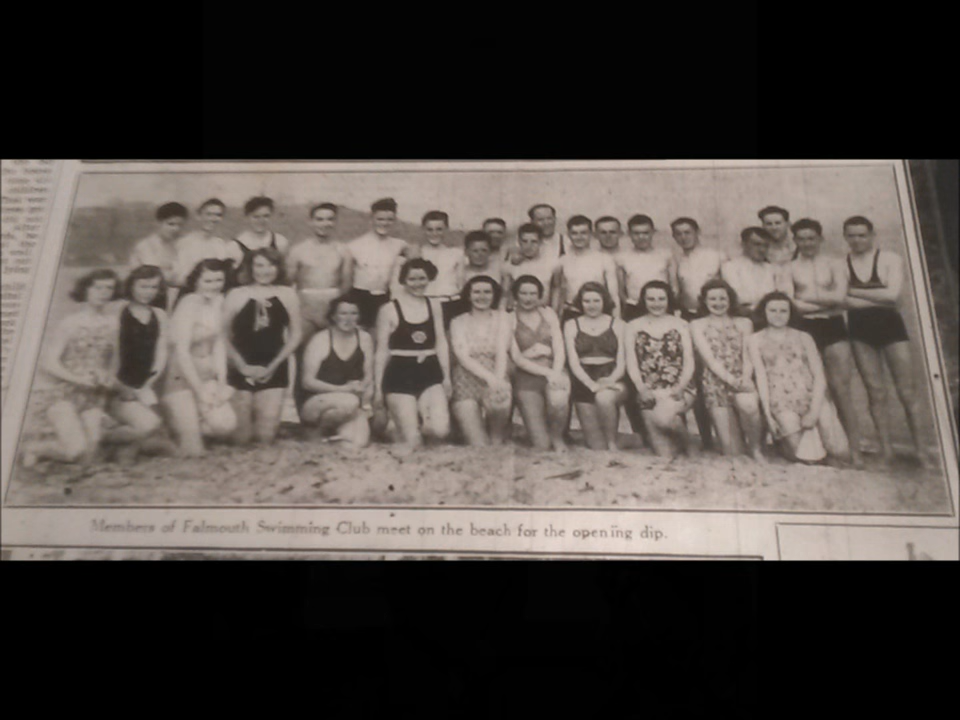 Members of Falmouth Swimming Club meet on the beach for the opening dip.